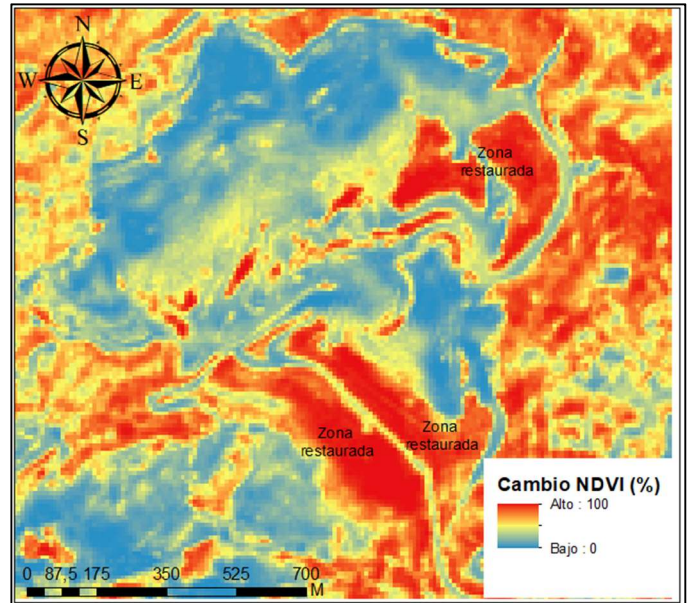 N
W E
S
Zona
restaurada
Zona
restaurada
Zona
restaurada
Cambio NDVI (%)
Alto : 100
Bajo : 0
0 87,5 175 350 525 700
M